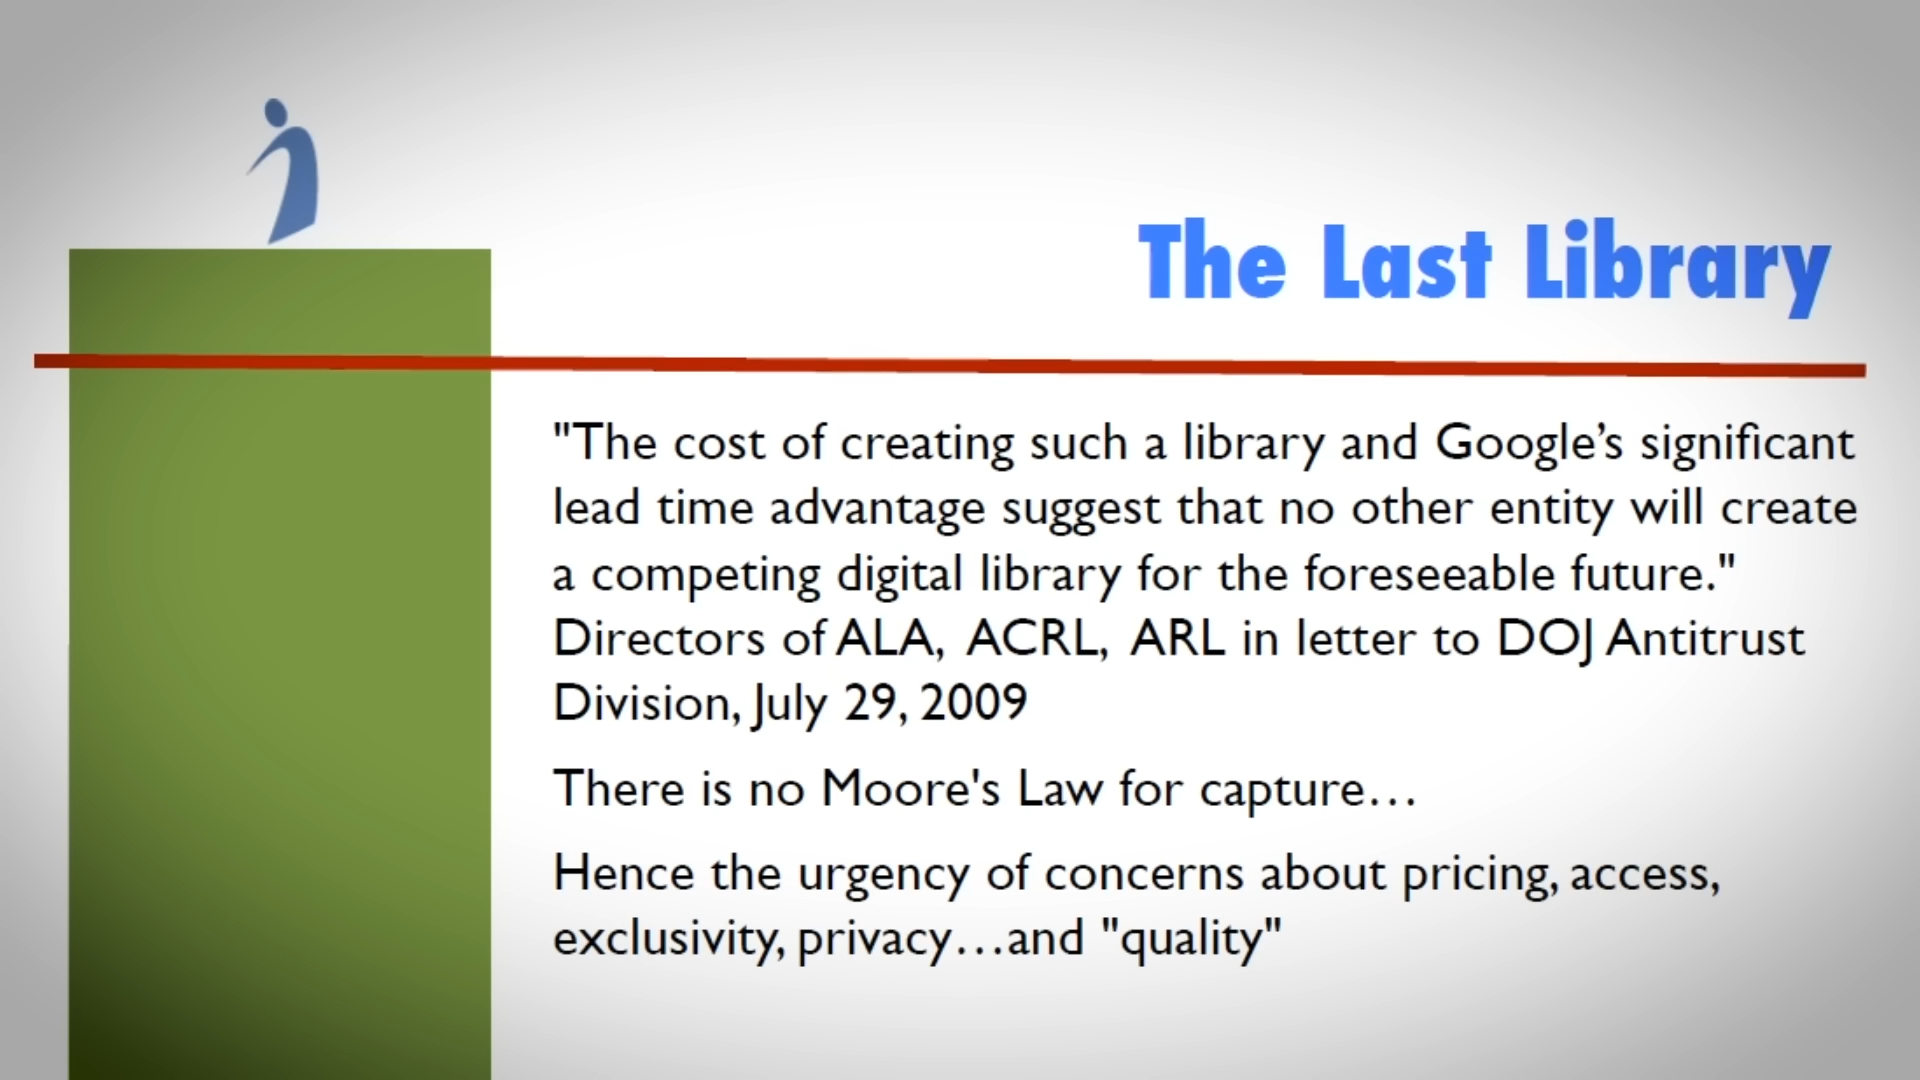 The Last Library
"The cost of creating such a library and Google’s significant
lead time advantage suggest that no other entity will create
a competing digital library for the foreseeable future."
Directors of ALA, ACRL, ARL in letter to DOJ Antitrust
Division, July 29, 2009
There is no Moore's Law for capture…
Hence the urgency of concerns about pricing, access,
exclusivity, privacy…and "quality"